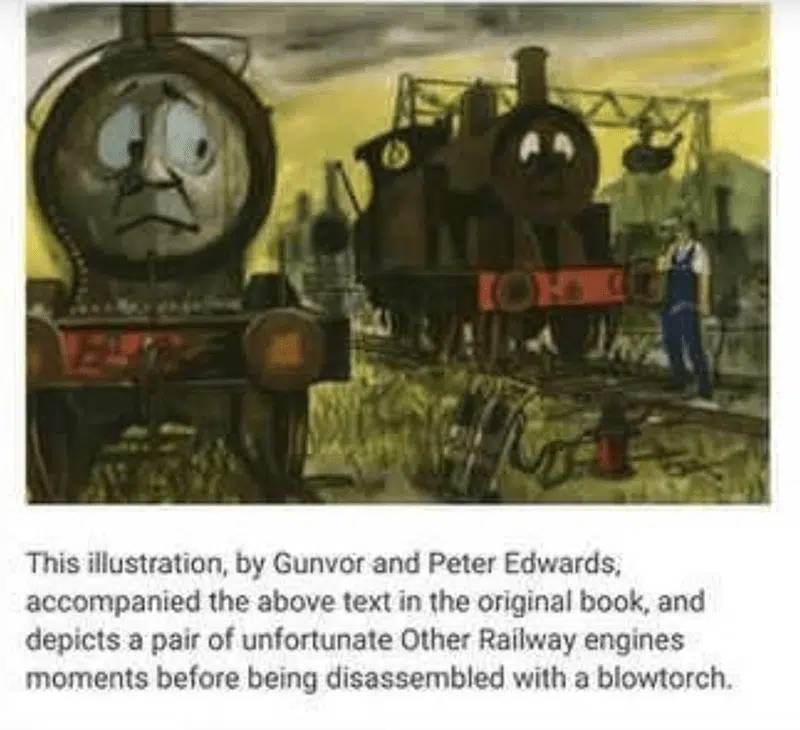 This illustration, by Gunvor and Peter Edwards,
accompanied the above text in the original book, and
depicts a pair of unfortunate Other Railway engines
moments before being disassembled with a blowtorch.